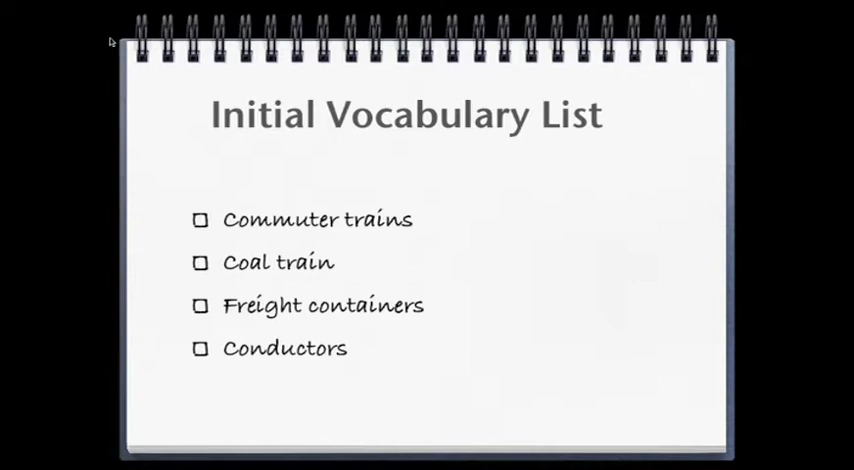 Initial Vocabulary List
Commuter trains
Coal train
Freight containers
Conductors